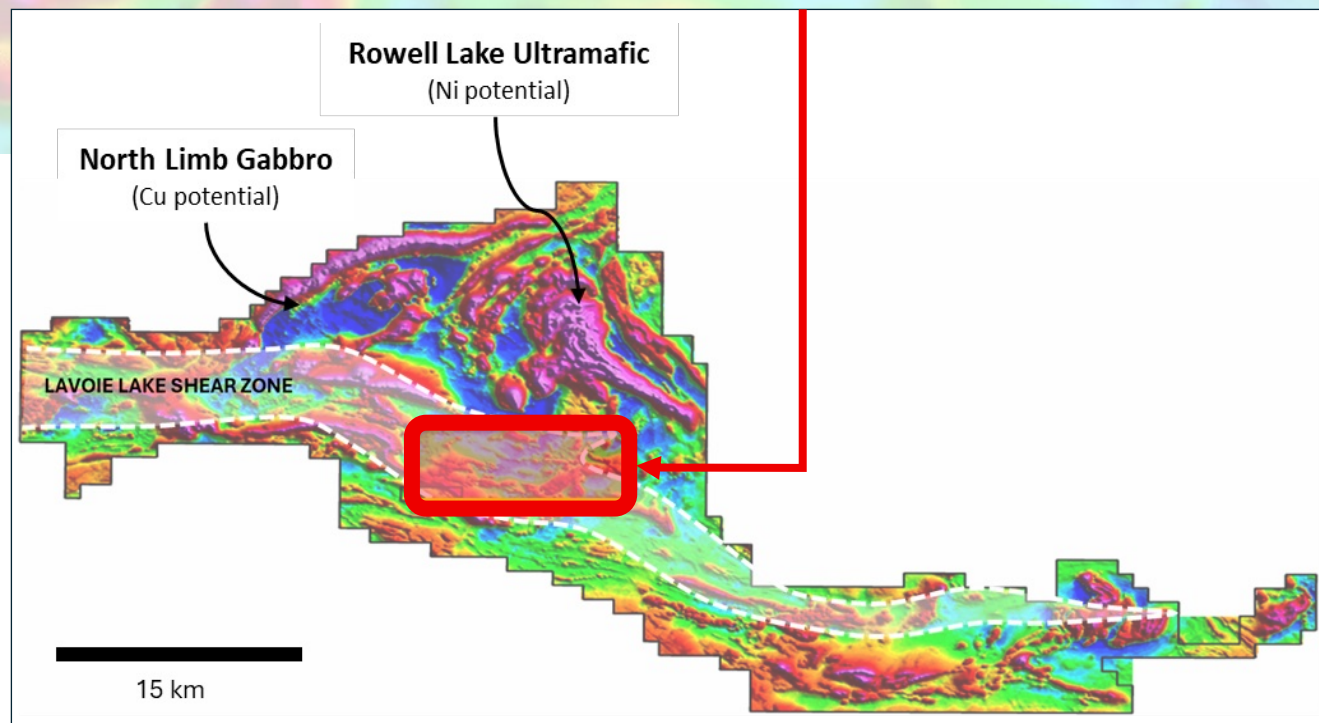 Rowell Lake Ultramafic
(Ni potential)
North Limb Gabbro
(Cu potential)
LAVOIE LAKE SHEAR ZONE
15 km